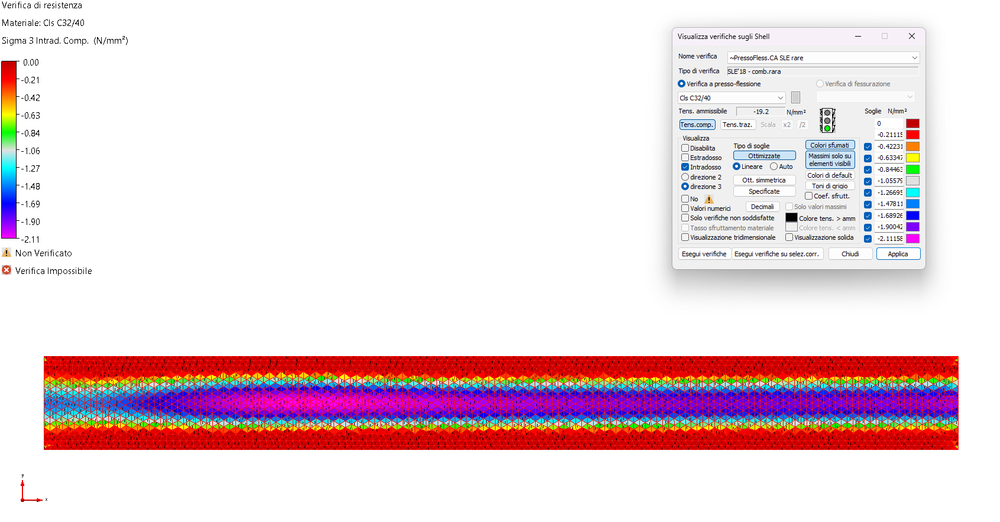 Verifica di resistenza
Materiale: Cls C32/40
Sigma 3 Intrad. Comp. (N/mm²)
0.00
-0.21
-0.42
-0.63
-0.84
-1.06
-1.27
-1.48
-1.69
-1.90
-2.11
Non Verificato
Verifica Impossibile
Visualizza verifiche sugli Shell
Nome verifica ~PressoFless.CA SLE rare
Tipo di verifica SLE'18 - comb.rara
Verifica a presso-flessione Verifica di fessurazione
Cls C32/40
Tens. ammissibile -19.2 N/mm² Soglie N/mm²
Tens.comp. Tens.traz. Scala x2 /2
0
-0.21115
-0.42231
-0.63347
-0.84463
-1.05579
-1.26695
-1.47811
-1.68926
-1.90042
-2.11158
Visualizza
Disabilita
Estradosso
Intradosso
direzione 2
direzione 3
No
Valori numerici
Solo verifiche non soddisfatte
Tasso sfruttamento materiale
Visualizzazione tridimensionale
Tipo di soglie
Ottimizzate
Lineare Auto
Ott. simmetrica
Specificate
Decimali
Colori sfumati
Massimi solo su
elementi visibili
Colori di default
Toni di grigio
Coef. sfrutt.
Solo valori massimi
Colore tens. > amm
Colore tens. < amm
Visualizzazione solida
Esegui verifiche Esegui verifiche su selez.corr. Chiudi Applica
y
x